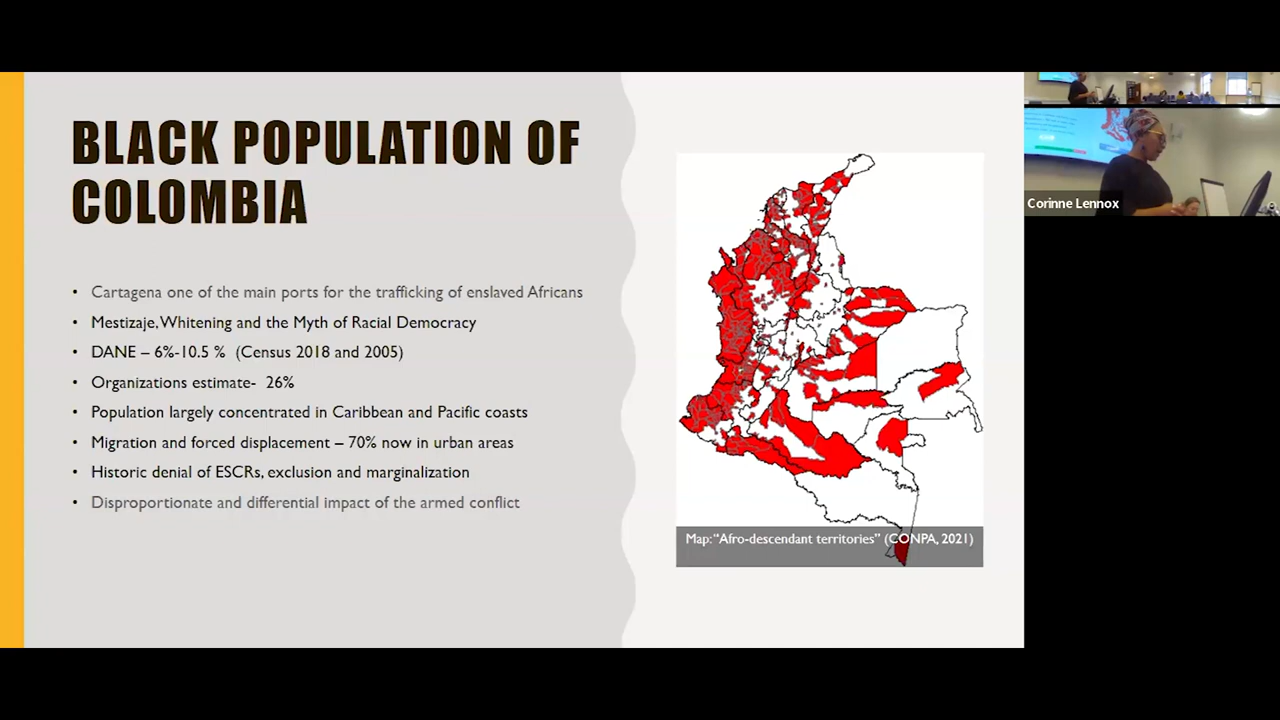 BLACK POPULATION OF
COLOMBIA
• Cartagena one of the main ports for the trafficking of enslaved Africans
• Mestizaje, Whitening and the Myth of Racial Democracy
• DANE – 6%-10.5 % (Census 2018 and 2005)
• Organizations estimate- 26%
• Population largely concentrated in Caribbean and Pacific coasts
• Migration and forced displacement – 70% now in urban areas
• Historic denial of ESCRs, exclusion and marginalization
• Disproportionate and differential impact of the armed conflict
Map: “Afro-descendant territories” (CONPA, 2021)
Corinne Lennox